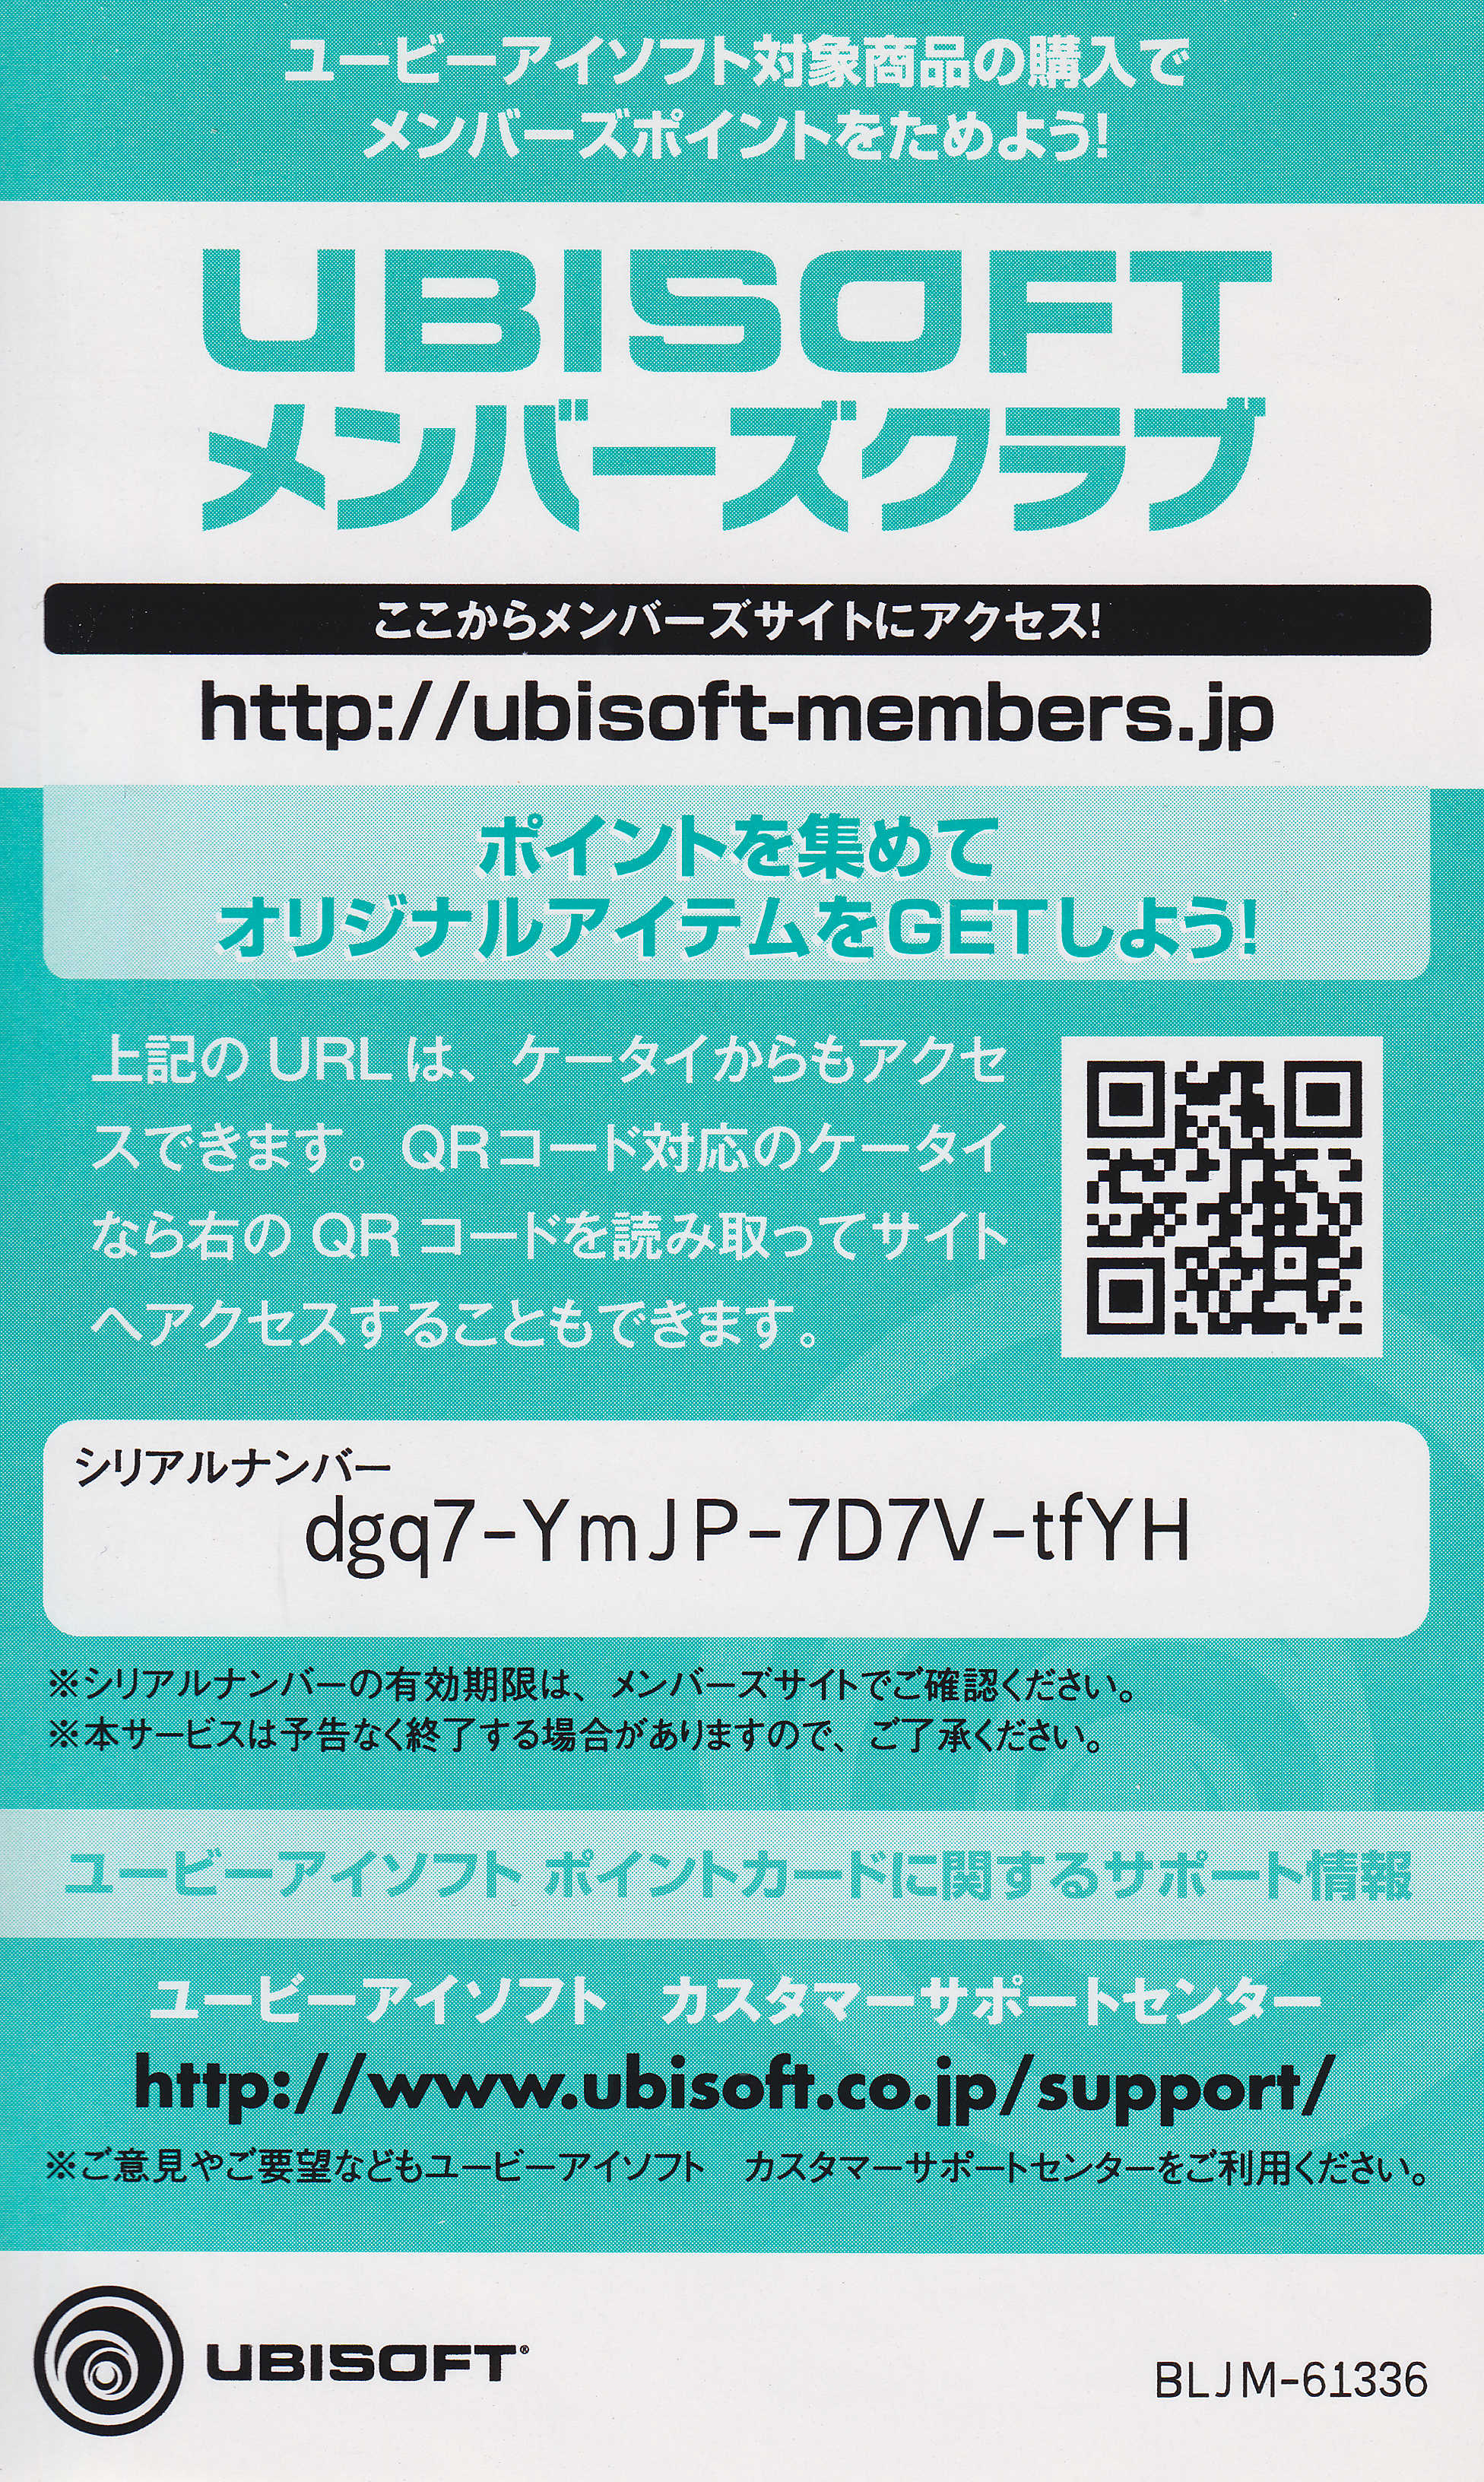 ユービーアイソフト対象商品の購入で
メンバーズポイントをためよう!
UBISOFT
メンバーズクラブ
ここからメンバーズサイトにアクセス!
http://ubisoft-members.jp
ポイントを集めて
オリジナルアイテムをGETしよう!
上記の URL は、ケータイからもアクセ
スできます。QRコード対応のケータイ
なら右の QR コードを読み取ってサイト
へアクセスすることもできます。
シリアルナンバー
dgq7-YmJP-7D7V-tfYH
※シリアルナンバーの有効期限は、メンバーズサイトでご確認ください。
※本サービスは予告なく終了する場合がありますので、ご了承ください。
ユービーアイソフト ポイントカードに関するサポート情報
ユービーアイソフト　カスタマーサポートセンター
http://www.ubisoft.co.jp/support/
※ご意見やご要望などもユービーアイソフト　カスタマーサポートセンターをご利用ください。
UBISOFT®
BLJM-61336